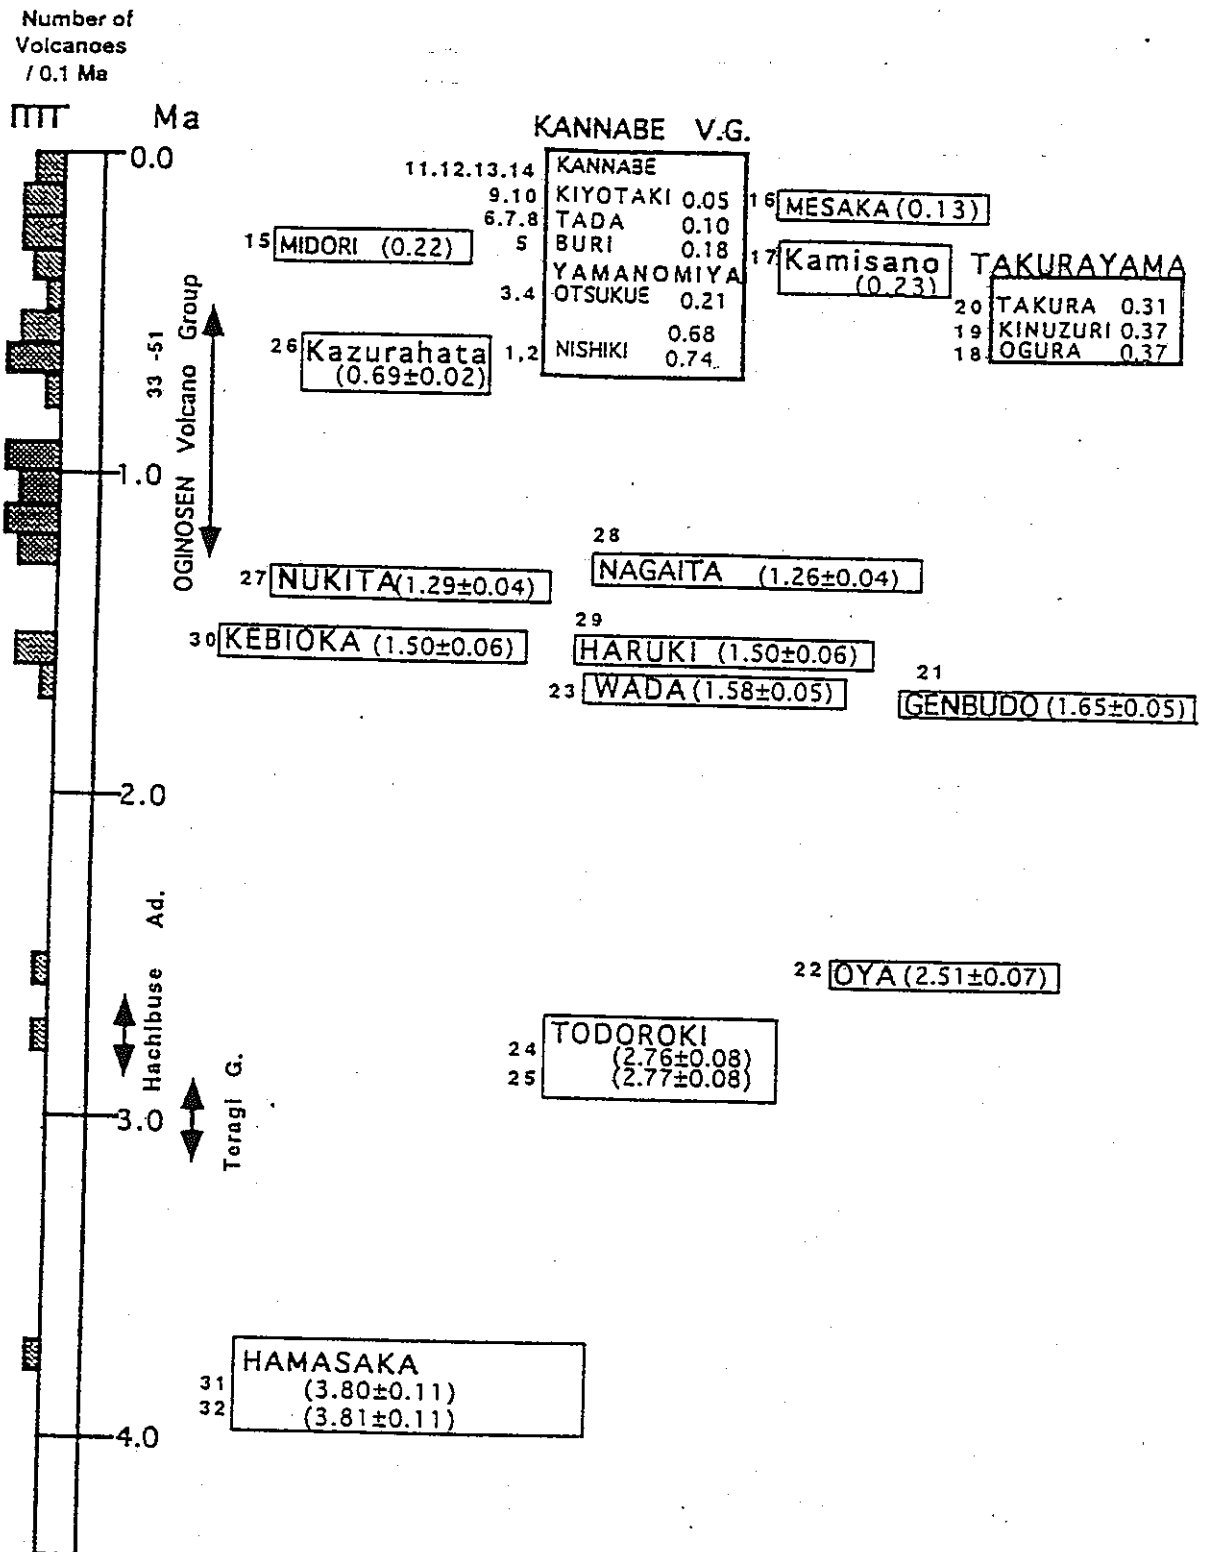 Number of
Volcanoes
/ 0.1 Ma
Ma
0.0
1.0
2.0
3.0
4.0
33 -51
OGINOSEN Volcano Group
Hachibuse Ad.
Teragi G.
KANNABE V.G.
11.12.13.14 KANNABE
9.10 KIYOTAKI 0.05
6.7.8 TADA 0.10
5 BURI 0.18
YAMANOMIYA
3.4 OTSUKUE 0.21
0.68
1,2 NISHIKI 0.74
16 MESAKA (0.13)
15 MIDORI (0.22)
17 Kamisano
(0.23)
TAKURAYAMA
20 TAKURA 0.31
19 KINUZURI 0.37
18 OGURA 0.37
26 Kazurahata
(0.69±0.02)
28
NAGAITA (1.26±0.04)
27 NUKITA (1.29±0.04)
30 KEBIOKA (1.50±0.06)
29
HARUKI (1.50±0.06)
23 WADA (1.58±0.05)
21
GENBUDO (1.65±0.05)
22 OYA (2.51±0.07)
TODOROKI
24 (2.76±0.08)
25 (2.77±0.08)
HAMASAKA
31 (3.80±0.11)
32 (3.81±0.11)